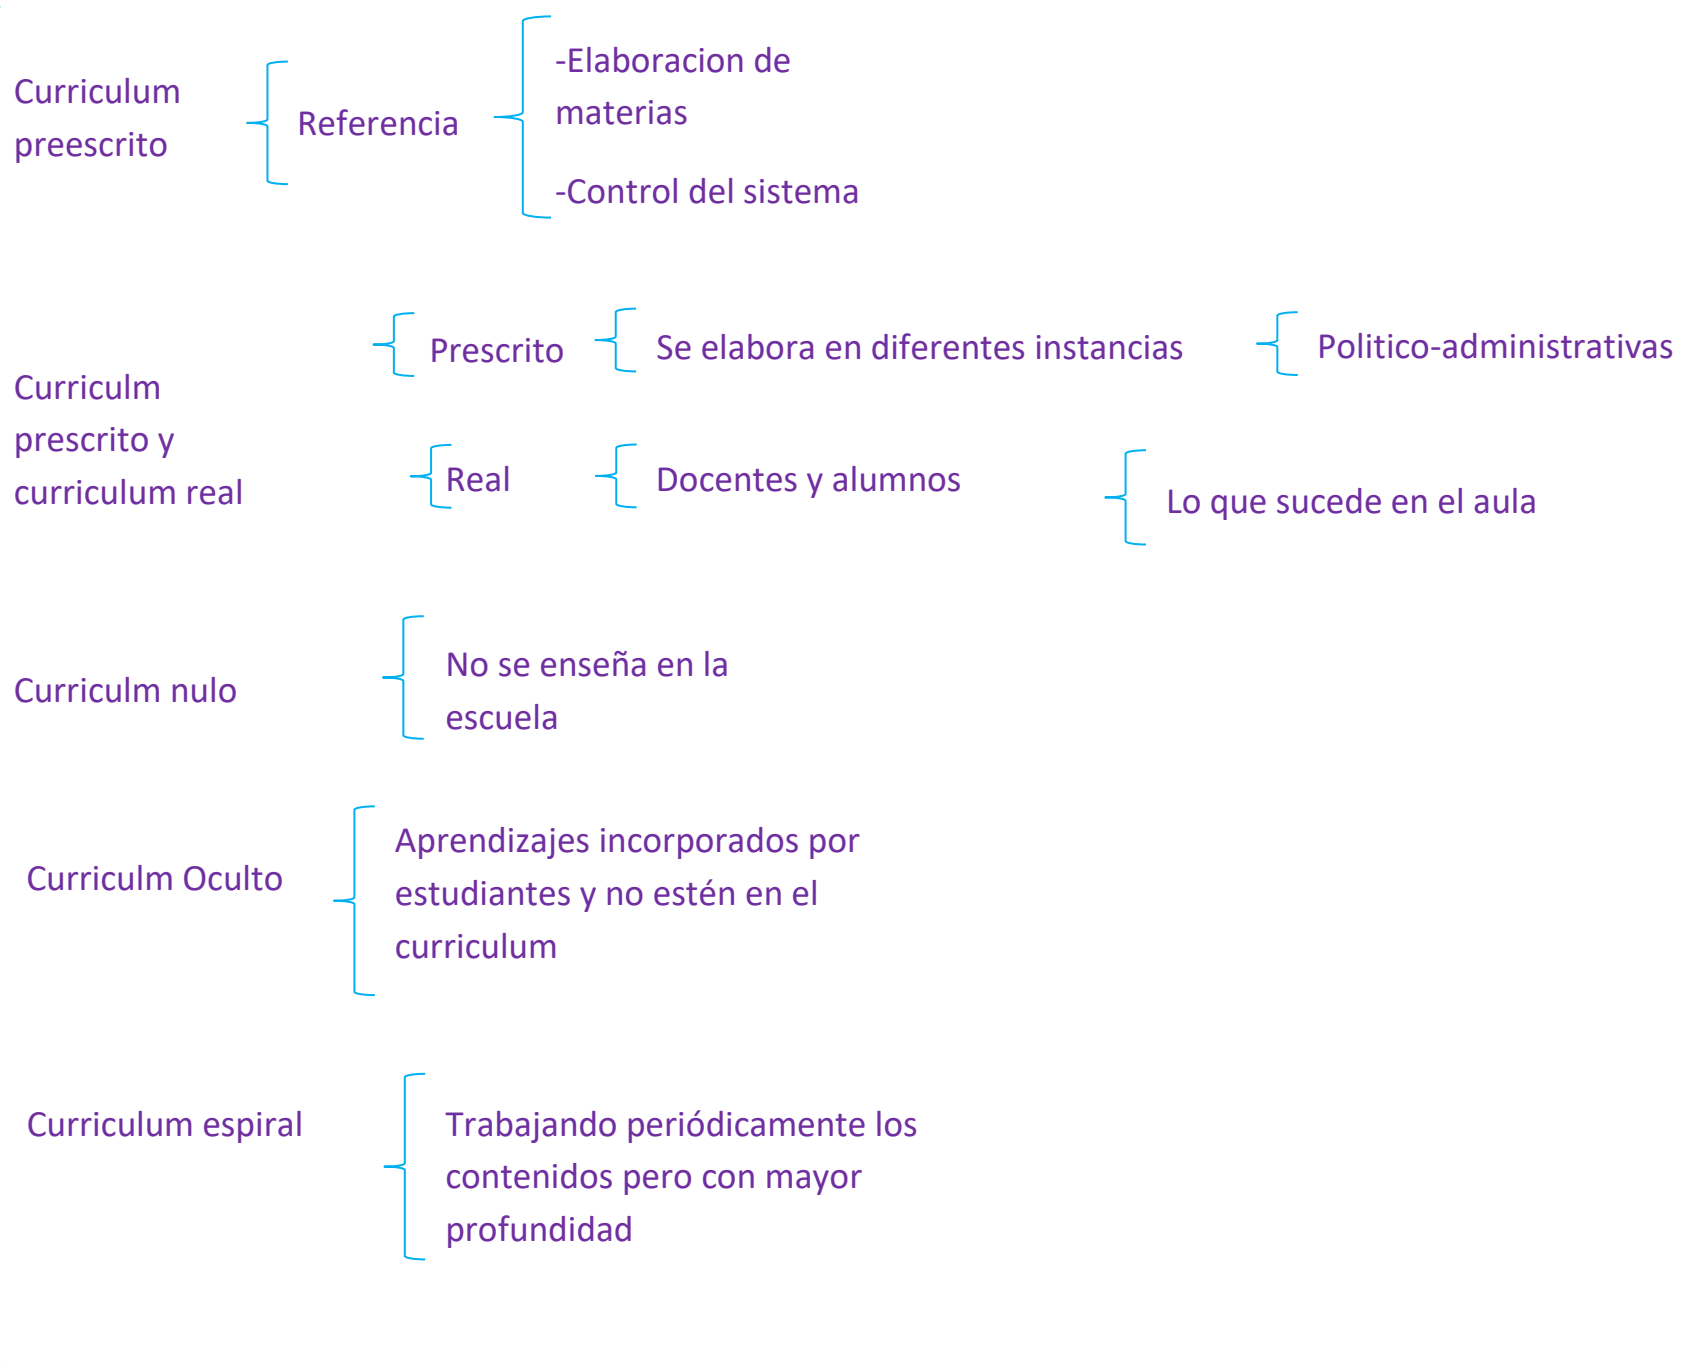 Curriculum
preescrito
Referencia
-Elaboracion de
materias
-Control del sistema
Curriculm
prescrito y
curriculum real
Prescrito
Se elabora en diferentes instancias
Politico-administrativas
Real
Docentes y alumnos
Lo que sucede en el aula
Curriculm nulo
No se enseña en la
escuela
Curriculm Oculto
Aprendizajes incorporados por
estudiantes y no estén en el
curriculum
Curriculum espiral
Trabajando periódicamente los
contenidos pero con mayor
profundidad